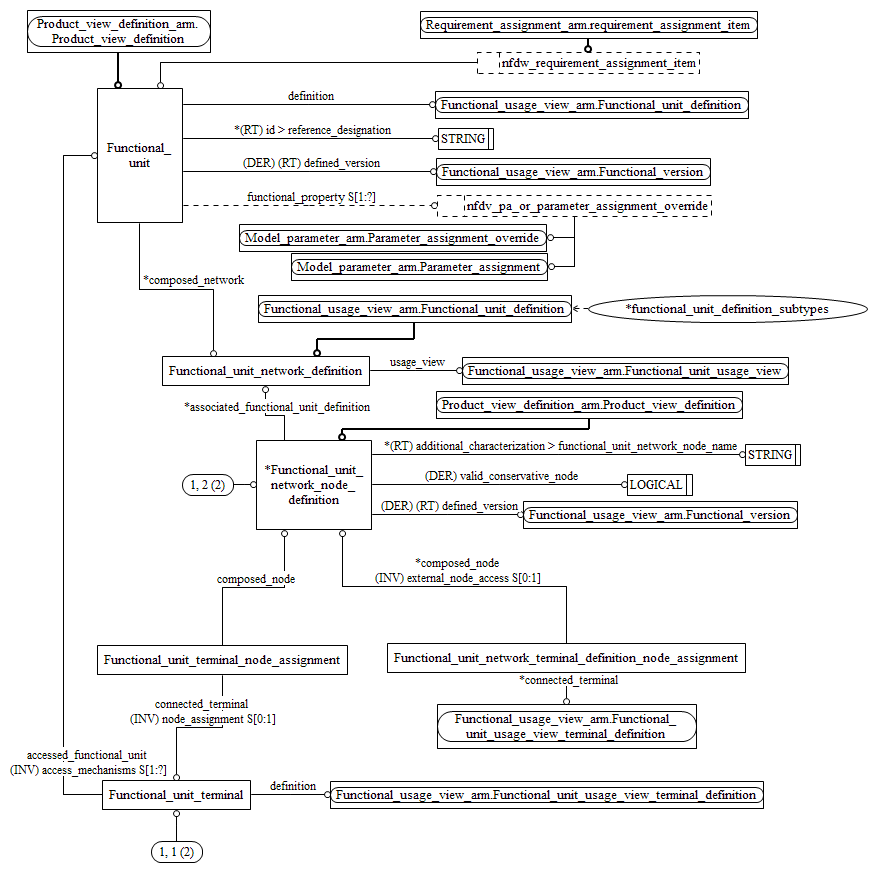 Product_view_definition_arm.
Product_view_definition
Requirement_assignment_arm.requirement_assignment_item
nfdw_requirement_assignment_item
definition
Functional_usage_view_arm.Functional_unit_definition
*(RT) id > reference_designation
STRING
Functional_
unit
(DER) (RT) defined_version
Functional_usage_view_arm.Functional_version
functional_property S[1:?]
nfdv_pa_or_parameter_assignment_override
Model_parameter_arm.Parameter_assignment_override
Model_parameter_arm.Parameter_assignment
*composed_network
Functional_usage_view_arm.Functional_unit_definition
*functional_unit_definition_subtypes
Functional_unit_network_definition
usage_view
Functional_usage_view_arm.Functional_unit_usage_view
*associated_functional_unit_definition
Product_view_definition_arm.Product_view_definition
*(RT) additional_characterization > functional_unit_network_node_name
STRING
*Functional_unit_
network_node_
definition
1, 2 (2)
(DER) valid_conservative_node
LOGICAL
(DER) (RT) defined_version
Functional_usage_view_arm.Functional_version
composed_node
*composed_node
(INV) external_node_access S[0:1]
Functional_unit_terminal_node_assignment
Functional_unit_network_terminal_definition_node_assignment
*connected_terminal
connected_terminal
(INV) node_assignment S[0:1]
Functional_usage_view_arm.Functional_
unit_usage_view_terminal_definition
accessed_functional_unit
(INV) access_mechanisms S[1:?]
Functional_unit_terminal
definition
Functional_usage_view_arm.Functional_unit_usage_view_terminal_definition
1, 1 (2)